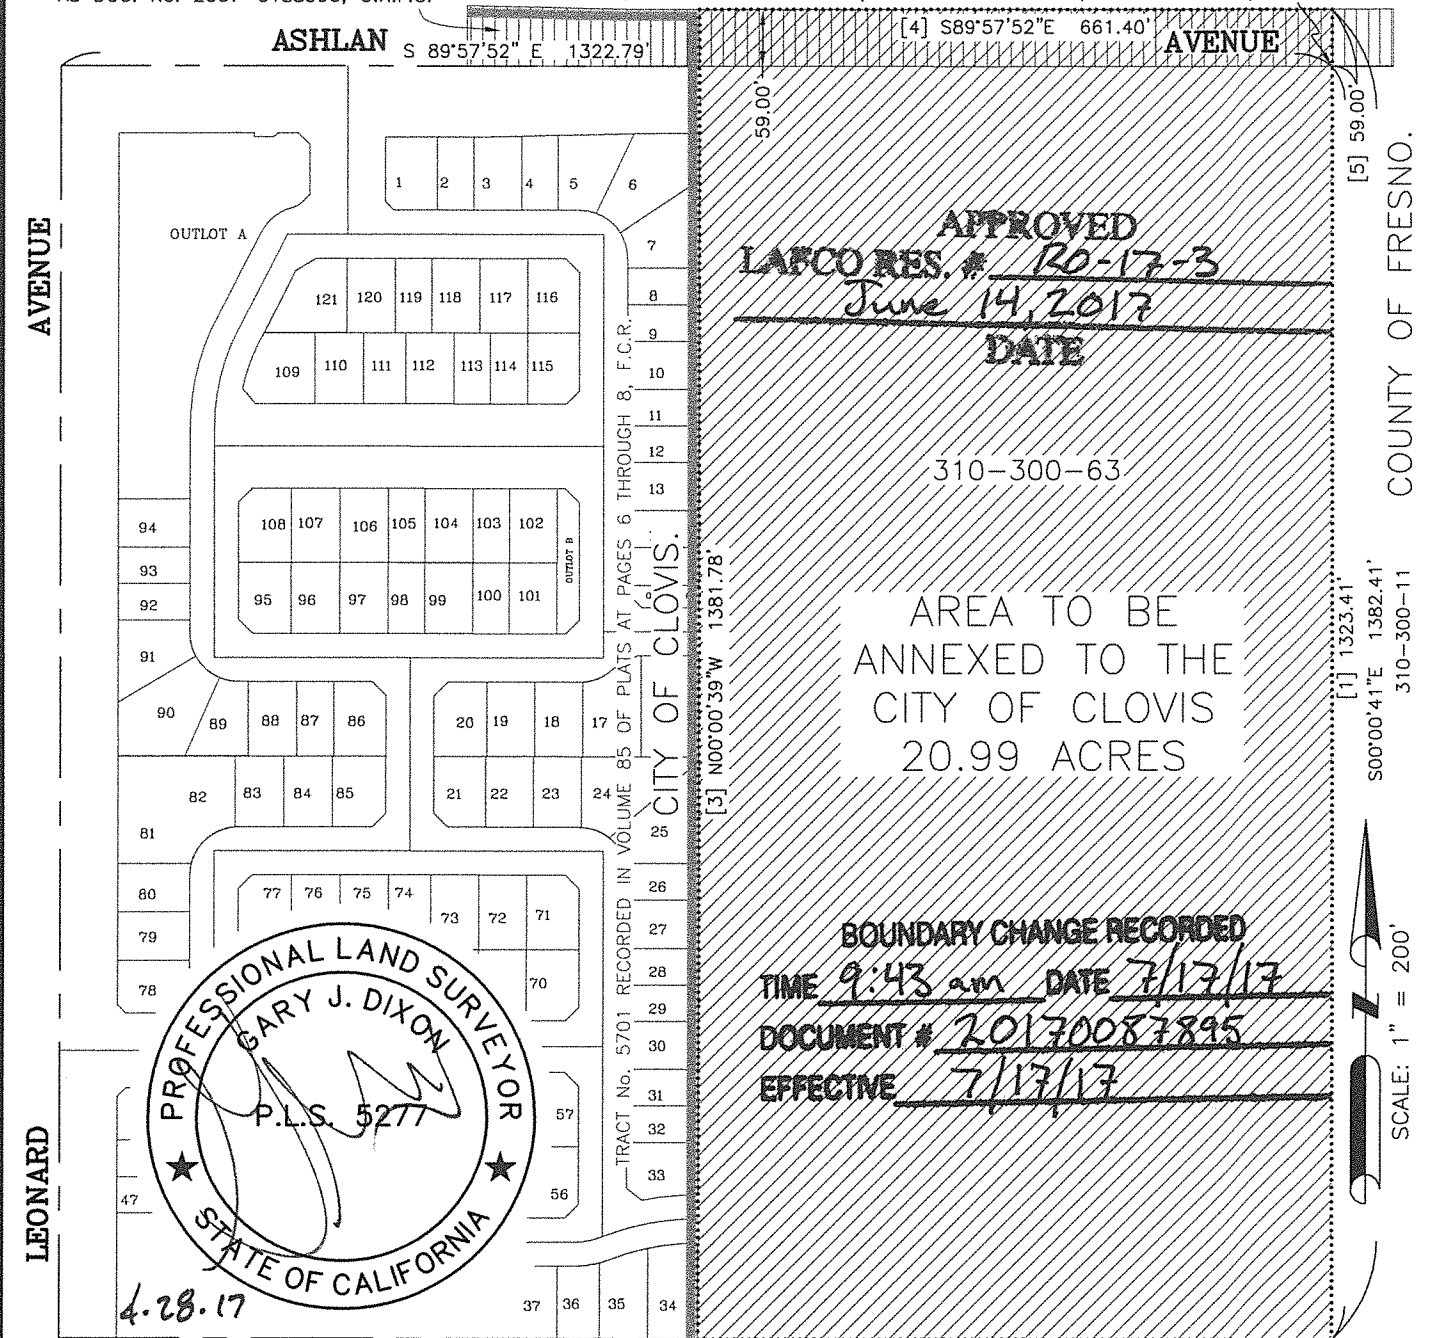 ASHLAN
S 89°57'52" E 1322.79'
[4] S89°57'52"E 661.40'
AVENUE
59.00'
[5] 59.00'
COUNTY OF FRESNO.
AVENUE
OUTLOT A
1 2 3 4 5 6
7
8
9
10
11
12
13
121 120 119 118 117 116
109 110 111 112 113 114 115
94
93
92
91
108 107 106 105 104 103 102
OUTLOT B
95 96 97 98 99 100 101
90 89 88 87 86
20 19 18 17
82 83 84 85
21 22 23 24
25
81
80
79
78
77 76 75 74
73 72 71
70
26
27
28
29
30
31
32
33
57
56
47
37 36 35 34
TRACT No. 5701 RECORDED IN VOLUME 85 OF PLATS AT PAGES 6 THROUGH 8, F.C.R.
CITY OF CLOVIS.
[3] N00°00'39"W 1381.78'
APPROVED
LAFCO RES. # RO-17-3
June 14, 2017
DATE
310-300-63
AREA TO BE
ANNEXED TO THE
CITY OF CLOVIS
20.99 ACRES
[1] 1323.41'
S00°00'41"E 1382.41'
310-300-11
BOUNDARY CHANGE RECORDED
TIME 9:43 am DATE 7/17/17
DOCUMENT # 20170087895
EFFECTIVE 7/17/17
SCALE: 1" = 200'
LEONARD
PROFESSIONAL LAND SURVEYOR
GARY J. DIXON
P.L.S. 5277
STATE OF CALIFORNIA
4.28.17